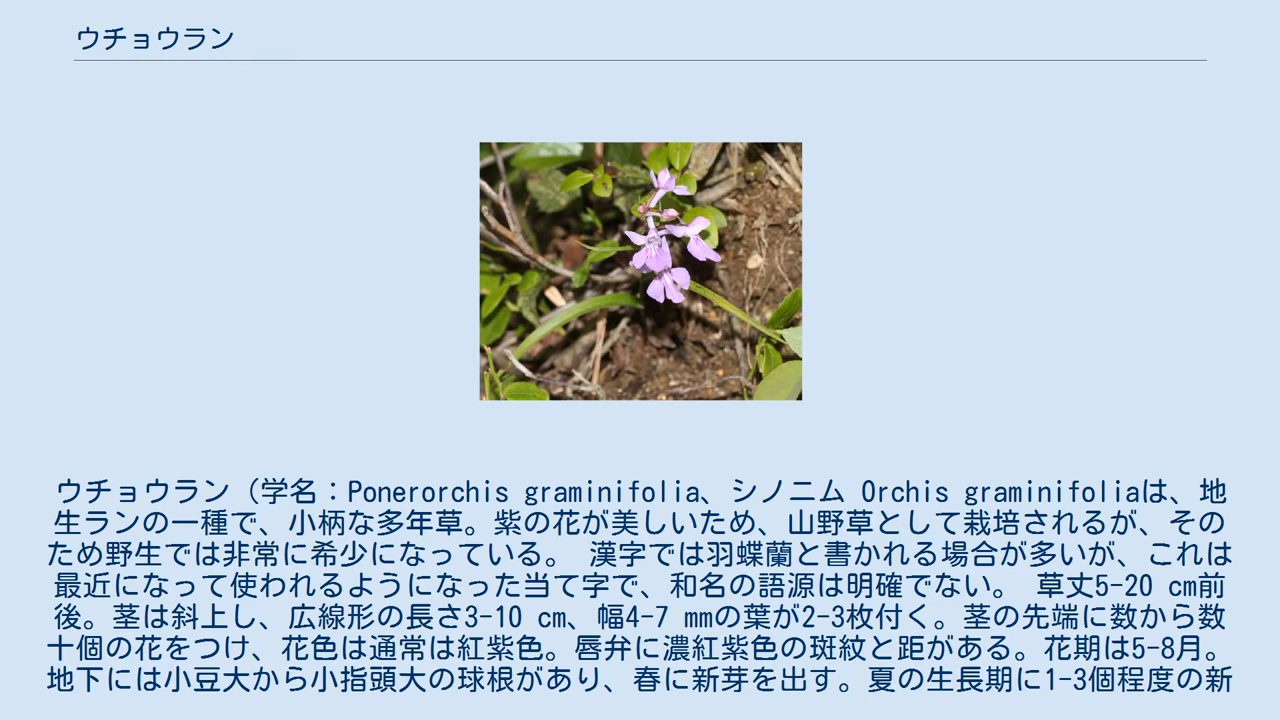 ウチョウラン
ウチョウラン（学名：Ponerorchis graminifolia、シノニム Orchis graminifoliaは、地
生ランの一種で、小柄な多年草。紫の花が美しいため、山野草として栽培されるが、その
ため野生では非常に希少になっている。 漢字では羽蝶蘭と書かれる場合が多いが、これは
最近になって使われるようになった当て字で、和名の語源は明確でない。 草丈5-20 cm前
後。茎は斜上し、広線形の長さ3-10 cm、幅4-7 mmの葉が2-3枚付く。茎の先端に数から数
十個の花をつけ、花色は通常は紅紫色。唇弁に濃紅紫色の斑紋と距がある。花期は5-8月。
地下には小豆大から小指頭大の球根があり、春に新芽を出す。夏の生長期に1-3個程度の新